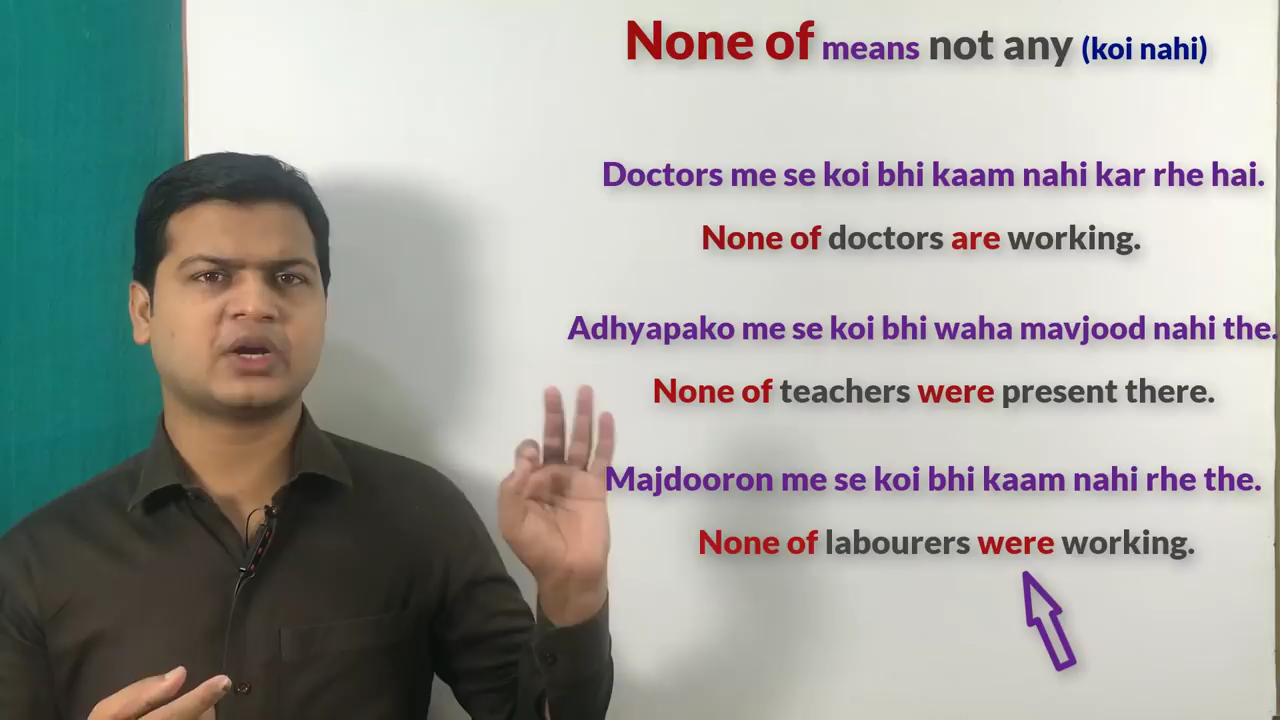 None of means not any (koi nahi)
Doctors me se koi bhi kaam nahi kar rhe hai.
None of doctors are working.
Adhyapako me se koi bhi waha mavjood nahi the.
None of teachers were present there.
Majdooron me se koi bhi kaam nahi rhe the.
None of labourers were working.